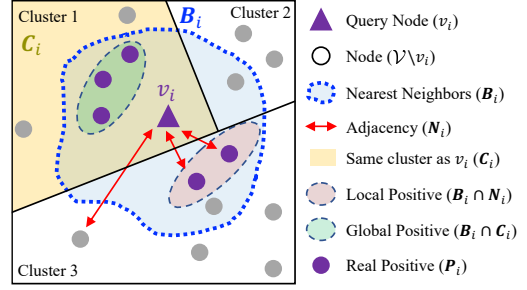 Cluster 1
Cluster 2
B_i
C_i
v_i
Cluster 3
Query Node (v_i)
Node (𝒱\v_i)
Nearest Neighbors (B_i)
Adjacency (N_i)
Same cluster as v_i (C_i)
Local Positive (B_i ∩ N_i)
Global Positive (B_i ∩ C_i)
Real Positive (P_i)